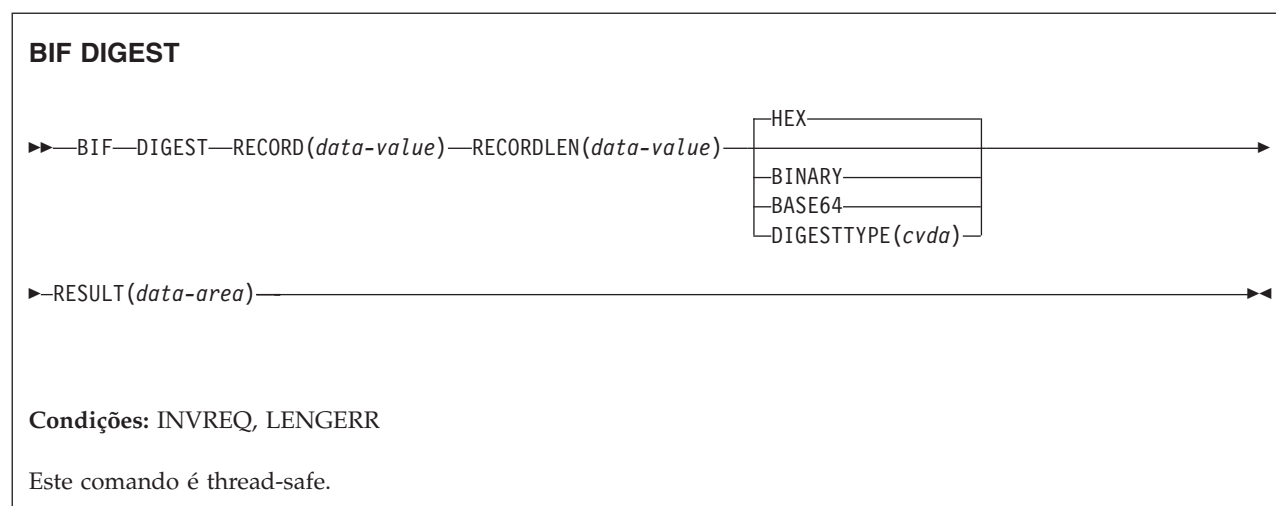 BIF DIGEST
HEX
BIF DIGEST RECORD(data-value) RECORDLEN(data-value)
BINARY
BASE64
DIGESTTYPE(cvda)
RESULT(data-area)
Condições: INVREQ, LENGERR
Este comando é thread-safe.